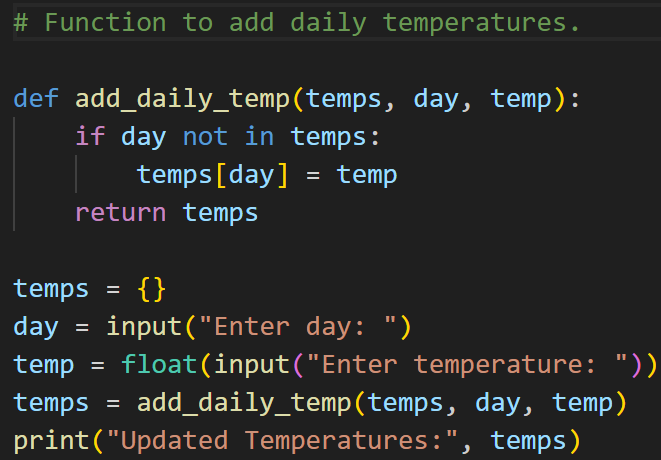 # Function to add daily temperatures.
def add_daily_temp(temps, day, temp):
    if day not in temps:
        temps[day] = temp
    return temps
temps = {}
day = input("Enter day: ")
temp = float(input("Enter temperature: "))
temps = add_daily_temp(temps, day, temp)
print("Updated Temperatures:", temps)